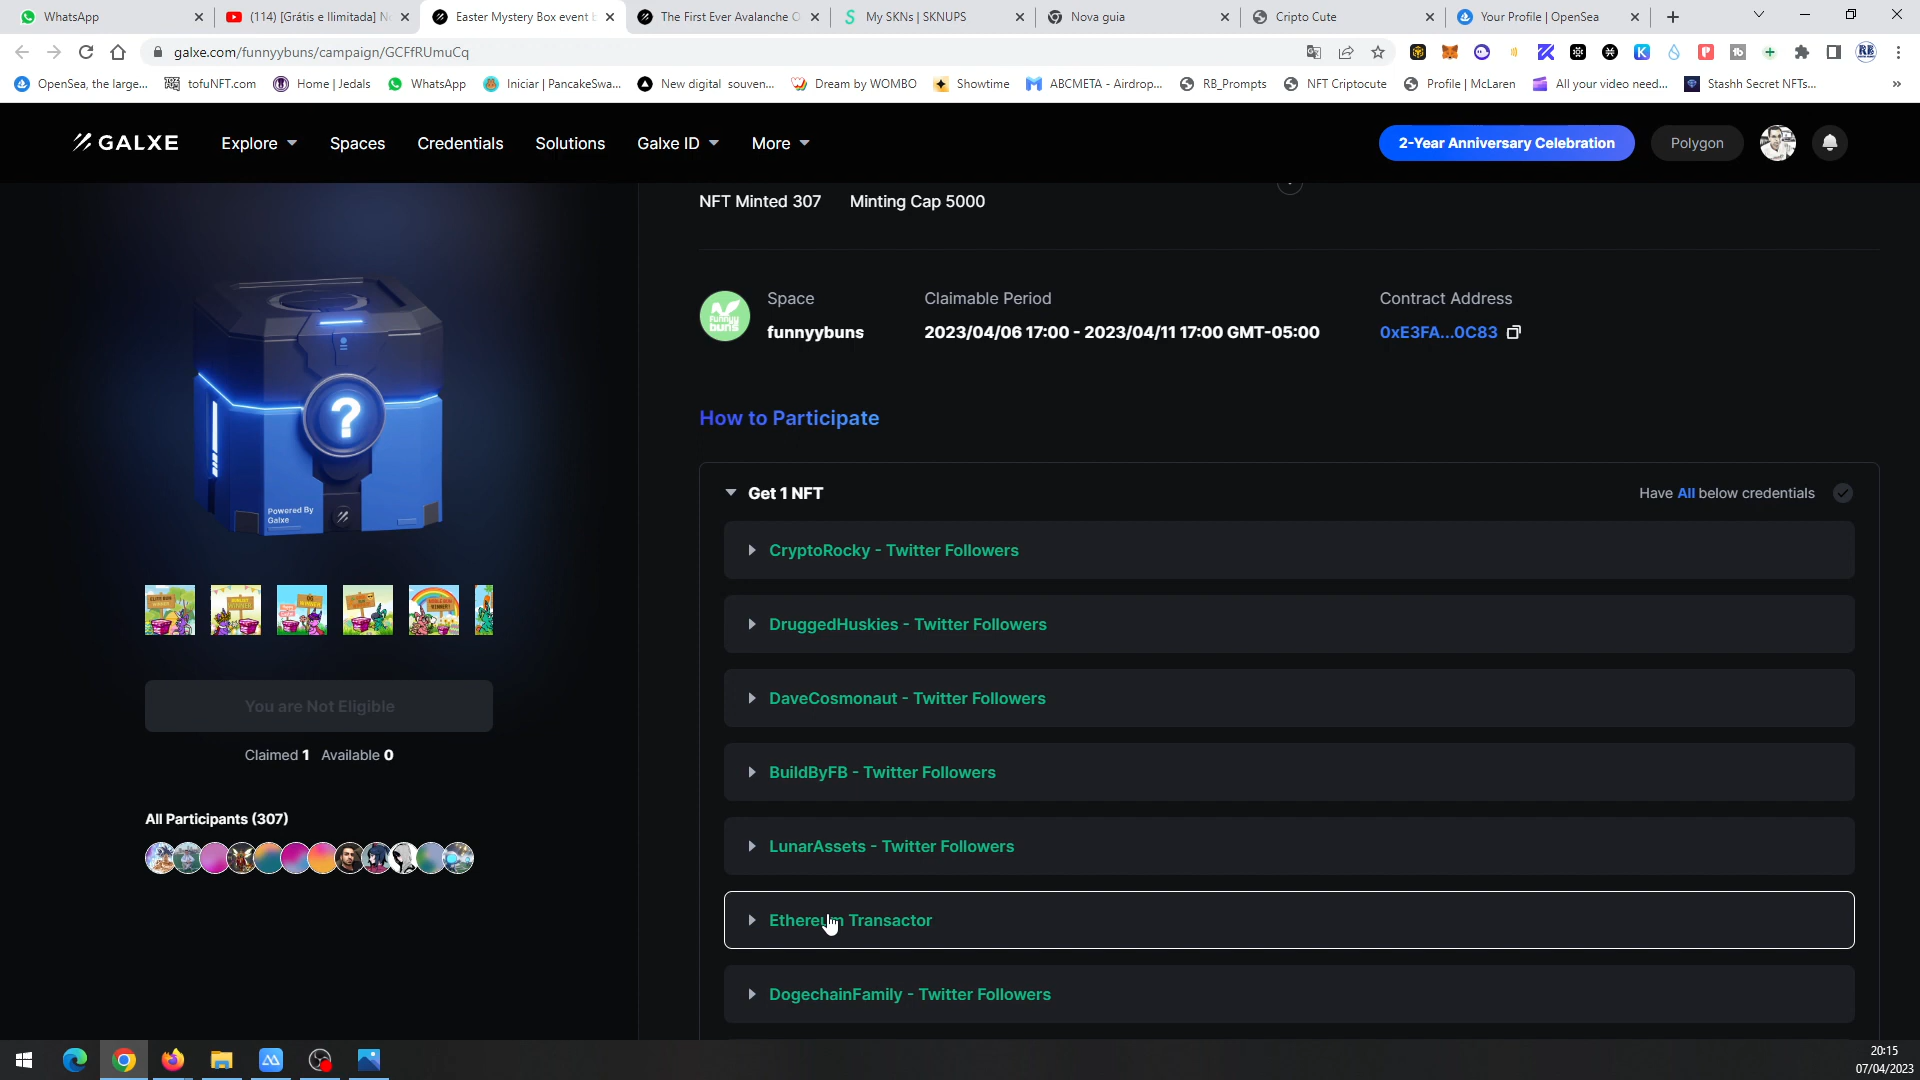 WhatsApp
(114) [Grátis e Ilimitada]
Easter Mystery Box event b
The First Ever Avalanche O
My SKNs | SKNUPS
Nova guia
Cripto Cute
Your Profile | OpenSea
galxe.com/funnyybuns/campaign/GCFfRUmuCq
OpenSea, the large...
tofuNFT.com
Home | Jedals
WhatsApp
Iniciar | PancakeSwa...
New digital souven...
Dream by WOMBO
Showtime
ABCMETA - Airdrop...
RB_Prompts
NFT Criptocute
Profile | McLaren
All your video need...
Stashh Secret NFTs...
GALXE
Explore
Spaces
Credentials
Solutions
Galxe ID
More
2-Year Anniversary Celebration
Polygon
NFT Minted 307
Minting Cap 5000
funnyy
buns
Space
funnyybuns
Claimable Period
2023/04/06 17:00 - 2023/04/11 17:00 GMT-05:00
Contract Address
0xE3FA...0C83
How to Participate
?
Powered By
Galxe
Get 1 NFT
Have All below credentials
CryptoRocky - Twitter Followers
DruggedHuskies - Twitter Followers
DaveCosmonaut - Twitter Followers
BuildByFB - Twitter Followers
LunarAssets - Twitter Followers
Ethereum Transactor
DogechainFamily - Twitter Followers
You are Not Eligible
Claimed 1 Available 0
All Participants (307)
20:15
07/04/2023